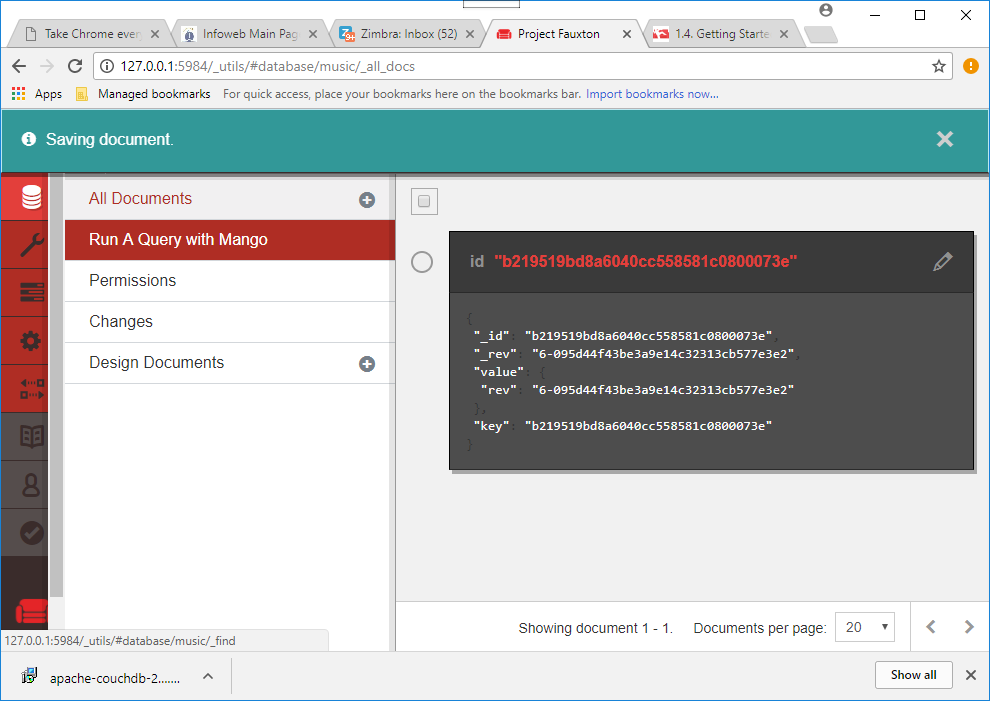 Take Chrome every
Infoweb Main Pag
Zimbra: Inbox (52)
Project Fauxton
1.4. Getting Starte
127.0.0.1:5984/_utils/#database/music/_all_docs
Apps
Managed bookmarks
For quick access, place your bookmarks here on the bookmarks bar. Import bookmarks now...
Saving document.
All Documents
Run A Query with Mango
Permissions
Changes
Design Documents
id "b219519bd8a6040cc558581c0800073e"
{
"_id": "b219519bd8a6040cc558581c0800073e",
"_rev": "6-095d44f43be3a9e14c32313cb577e3e2",
"value": {
"rev": "6-095d44f43be3a9e14c32313cb577e3e2"
},
"key": "b219519bd8a6040cc558581c0800073e"
}
Showing document 1 - 1.
Documents per page: 20
127.0.0.1:5984/_utils/#database/music/_find
apache-couchdb-2.......
Show all